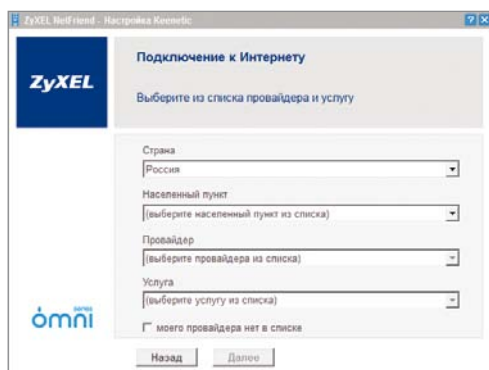 ZyXEL NetFriend - Настройка Keenetic
ZyXEL
Подключение к Интернету
Выберите из списка провайдера и услугу
Страна
Россия
Населенный пункт
(выберите населенный пункт из списка)
Провайдер
(выберите провайдера из списка)
Услуга
(выберите услугу из списка)
series
omni
моего провайдера нет в списке
Назад
Далее